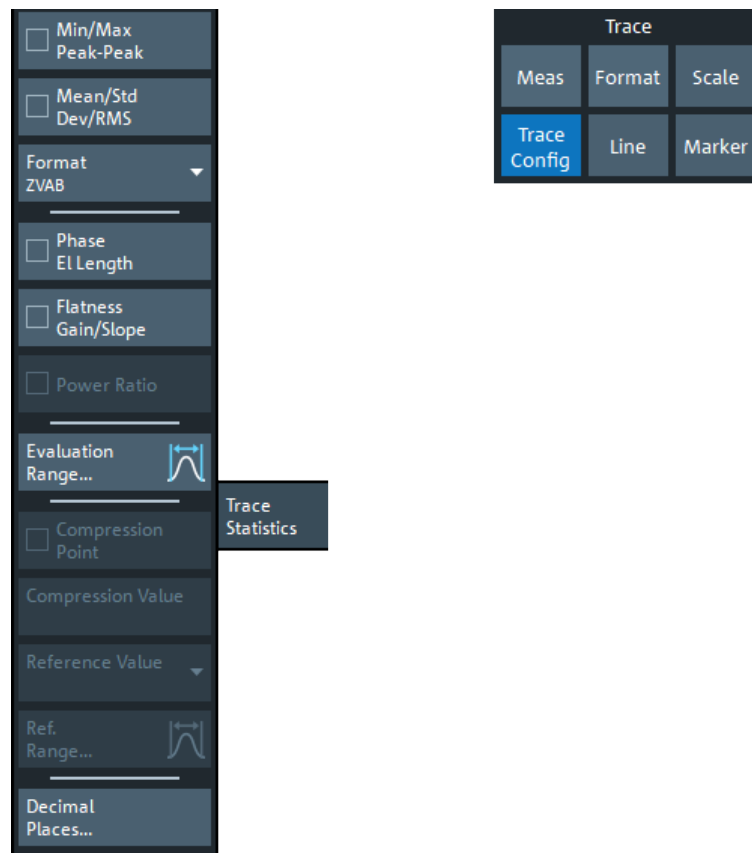 Min/Max
Peak-Peak
Mean/Std
Dev/RMS
Format
ZVAB
Phase
El Length
Flatness
Gain/Slope
Power Ratio
Evaluation
Range...
Compression
Point
Compression Value
Reference Value
Ref.
Range...
Decimal
Places...
Trace
Statistics
Trace
Meas
Format
Scale
Trace
Config
Line
Marker